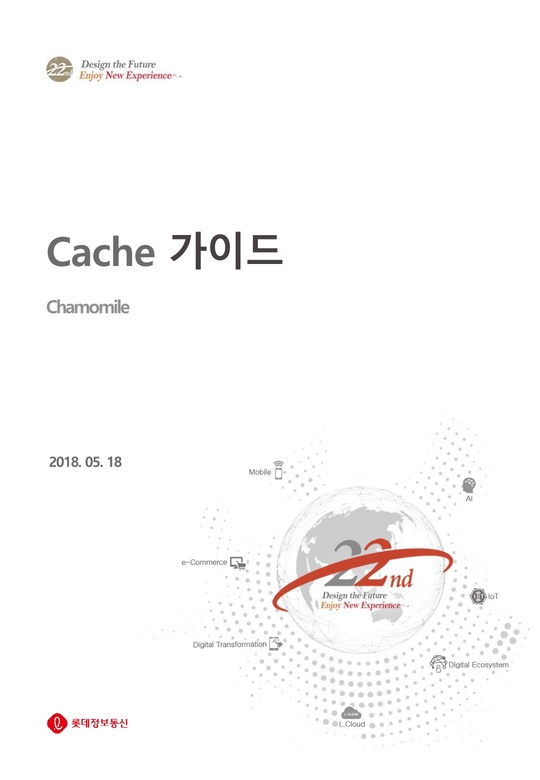 22nd
Design the Future
Enjoy New Experience
Cache 가이드
Chamomile
2018. 05. 18
Mobile
AI
e-Commerce
22nd
Design the Future
Enjoy New Experience
IoT
Digital Transformation
Digital Ecosystem
L.Cloud
롯데정보통신